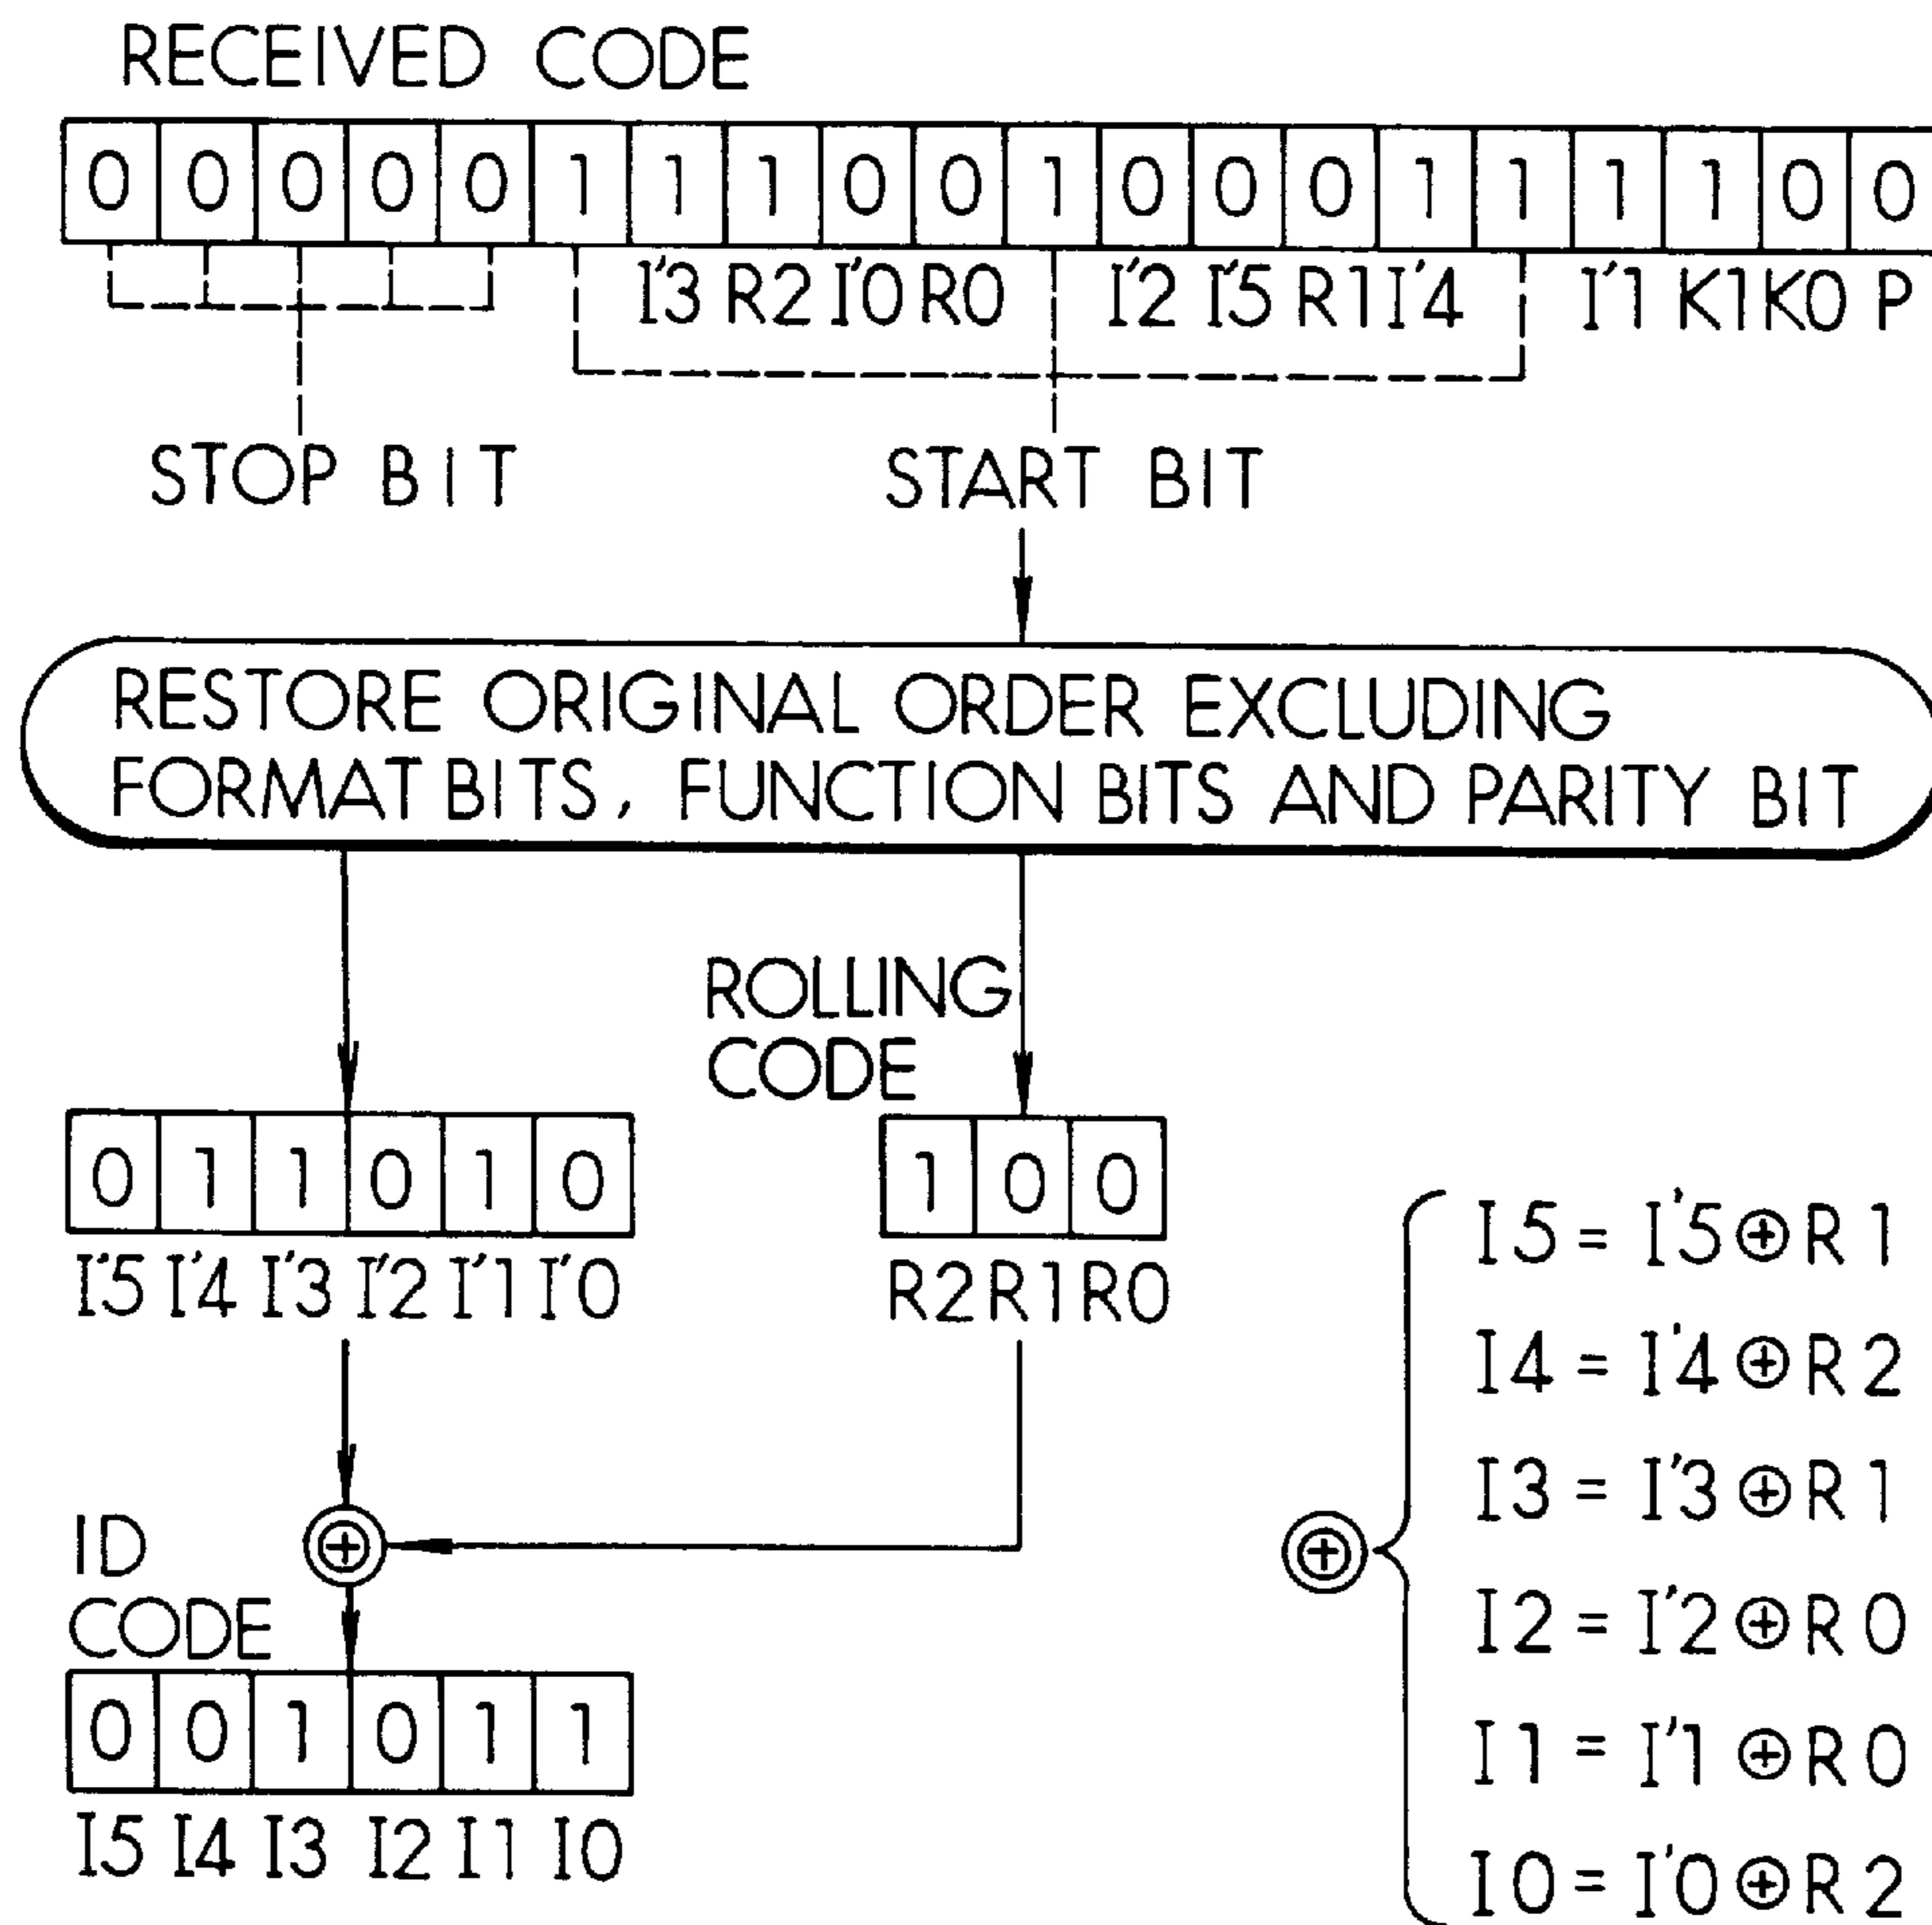 RECEIVED CODE
0 0 0 0 0 1 1 1 0 0 1 0 0 0 1 1 1 1 0 0
I'3 R2 I'0 R0 I'2 I'5 R1 I'4 I'1 K1 K0 P
STOP BIT START BIT
RESTORE ORIGINAL ORDER EXCLUDING
FORMAT BITS, FUNCTION BITS AND PARITY BIT
ROLLING
CODE
0 1 1 0 1 0
I'5 I'4 I'3 I'2 I'1 I'0
1 0 0
R2 R1 R0
ID
CODE
0 0 1 0 1 1
I5 I4 I3 I2 I1 I0
⊕
⊕
I5 = I'5 ⊕ R1
I4 = I'4 ⊕ R2
I3 = I'3 ⊕ R1
I2 = I'2 ⊕ R0
I1 = I'1 ⊕ R0
I0 = I'0 ⊕ R2